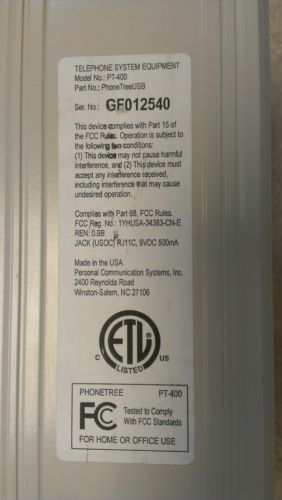 TELEPHONE SYSTEM EQUIPMENT
Model No.: PT-400
Part No.: PhoneTreeUSB
Ser. No.: GF012540
This device complies with Part 15 of
the FCC Rules. Operation is subject to
the following two conditions:
(1) This device may not cause harmful
interference, and (2) This device must
accept any interference received,
including interference that may cause
undesired operation.
Complies with Part 68, FCC Rules.
FCC Reg. No.: 1YHUSA-34383-CN-E
REN: 0.9B
JACK (USOC) RJ11C, 9VDC 500mA
Made in the USA
Personal Communication Systems, Inc.
2400 Reynolda Road
Winston-Salem, NC 27106
ETL
C US
LISTED
PHONETREE PT-400
FC Tested to Comply
With FCC Standards
FOR HOME OR OFFICE USE